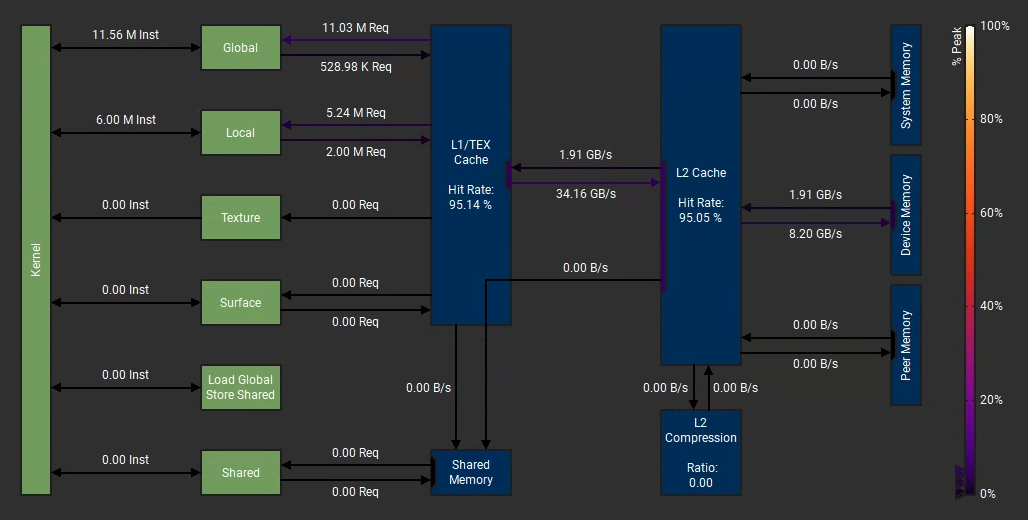 Kernel
11.56 M Inst
6.00 M Inst
0.00 Inst
0.00 Inst
0.00 Inst
0.00 Inst
Global
Local
Texture
Surface
Load Global
Store Shared
Shared
11.03 M Req
528.98 K Req
5.24 M Req
2.00 M Req
0.00 Req
0.00 Req
0.00 Req
0.00 Req
0.00 Req
L1/TEX
Cache
Hit Rate:
95.14 %
0.00 B/s
Shared
Memory
1.91 GB/s
34.16 GB/s
0.00 B/s
L2 Cache
Hit Rate:
95.05 %
0.00 B/s
0.00 B/s
L2
Compression
Ratio:
0.00
0.00 B/s
0.00 B/s
1.91 GB/s
8.20 GB/s
0.00 B/s
0.00 B/s
System Memory
Device Memory
Peer Memory
% Peak
100%
80%
60%
40%
20%
0%